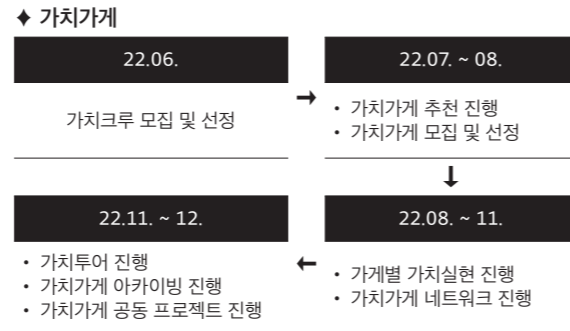 ♦ 가치가게
22.06.
가치크루 모집 및 선정
→
22.07. ~ 08.
• 가치가게 추천 진행
• 가치가게 모집 및 선정
↓
22.08. ~ 11.
• 가게별 가치실현 진행
• 가치가게 네트워크 진행
←
22.11. ~ 12.
• 가치투어 진행
• 가치가게 아카이빙 진행
• 가치가게 공동 프로젝트 진행